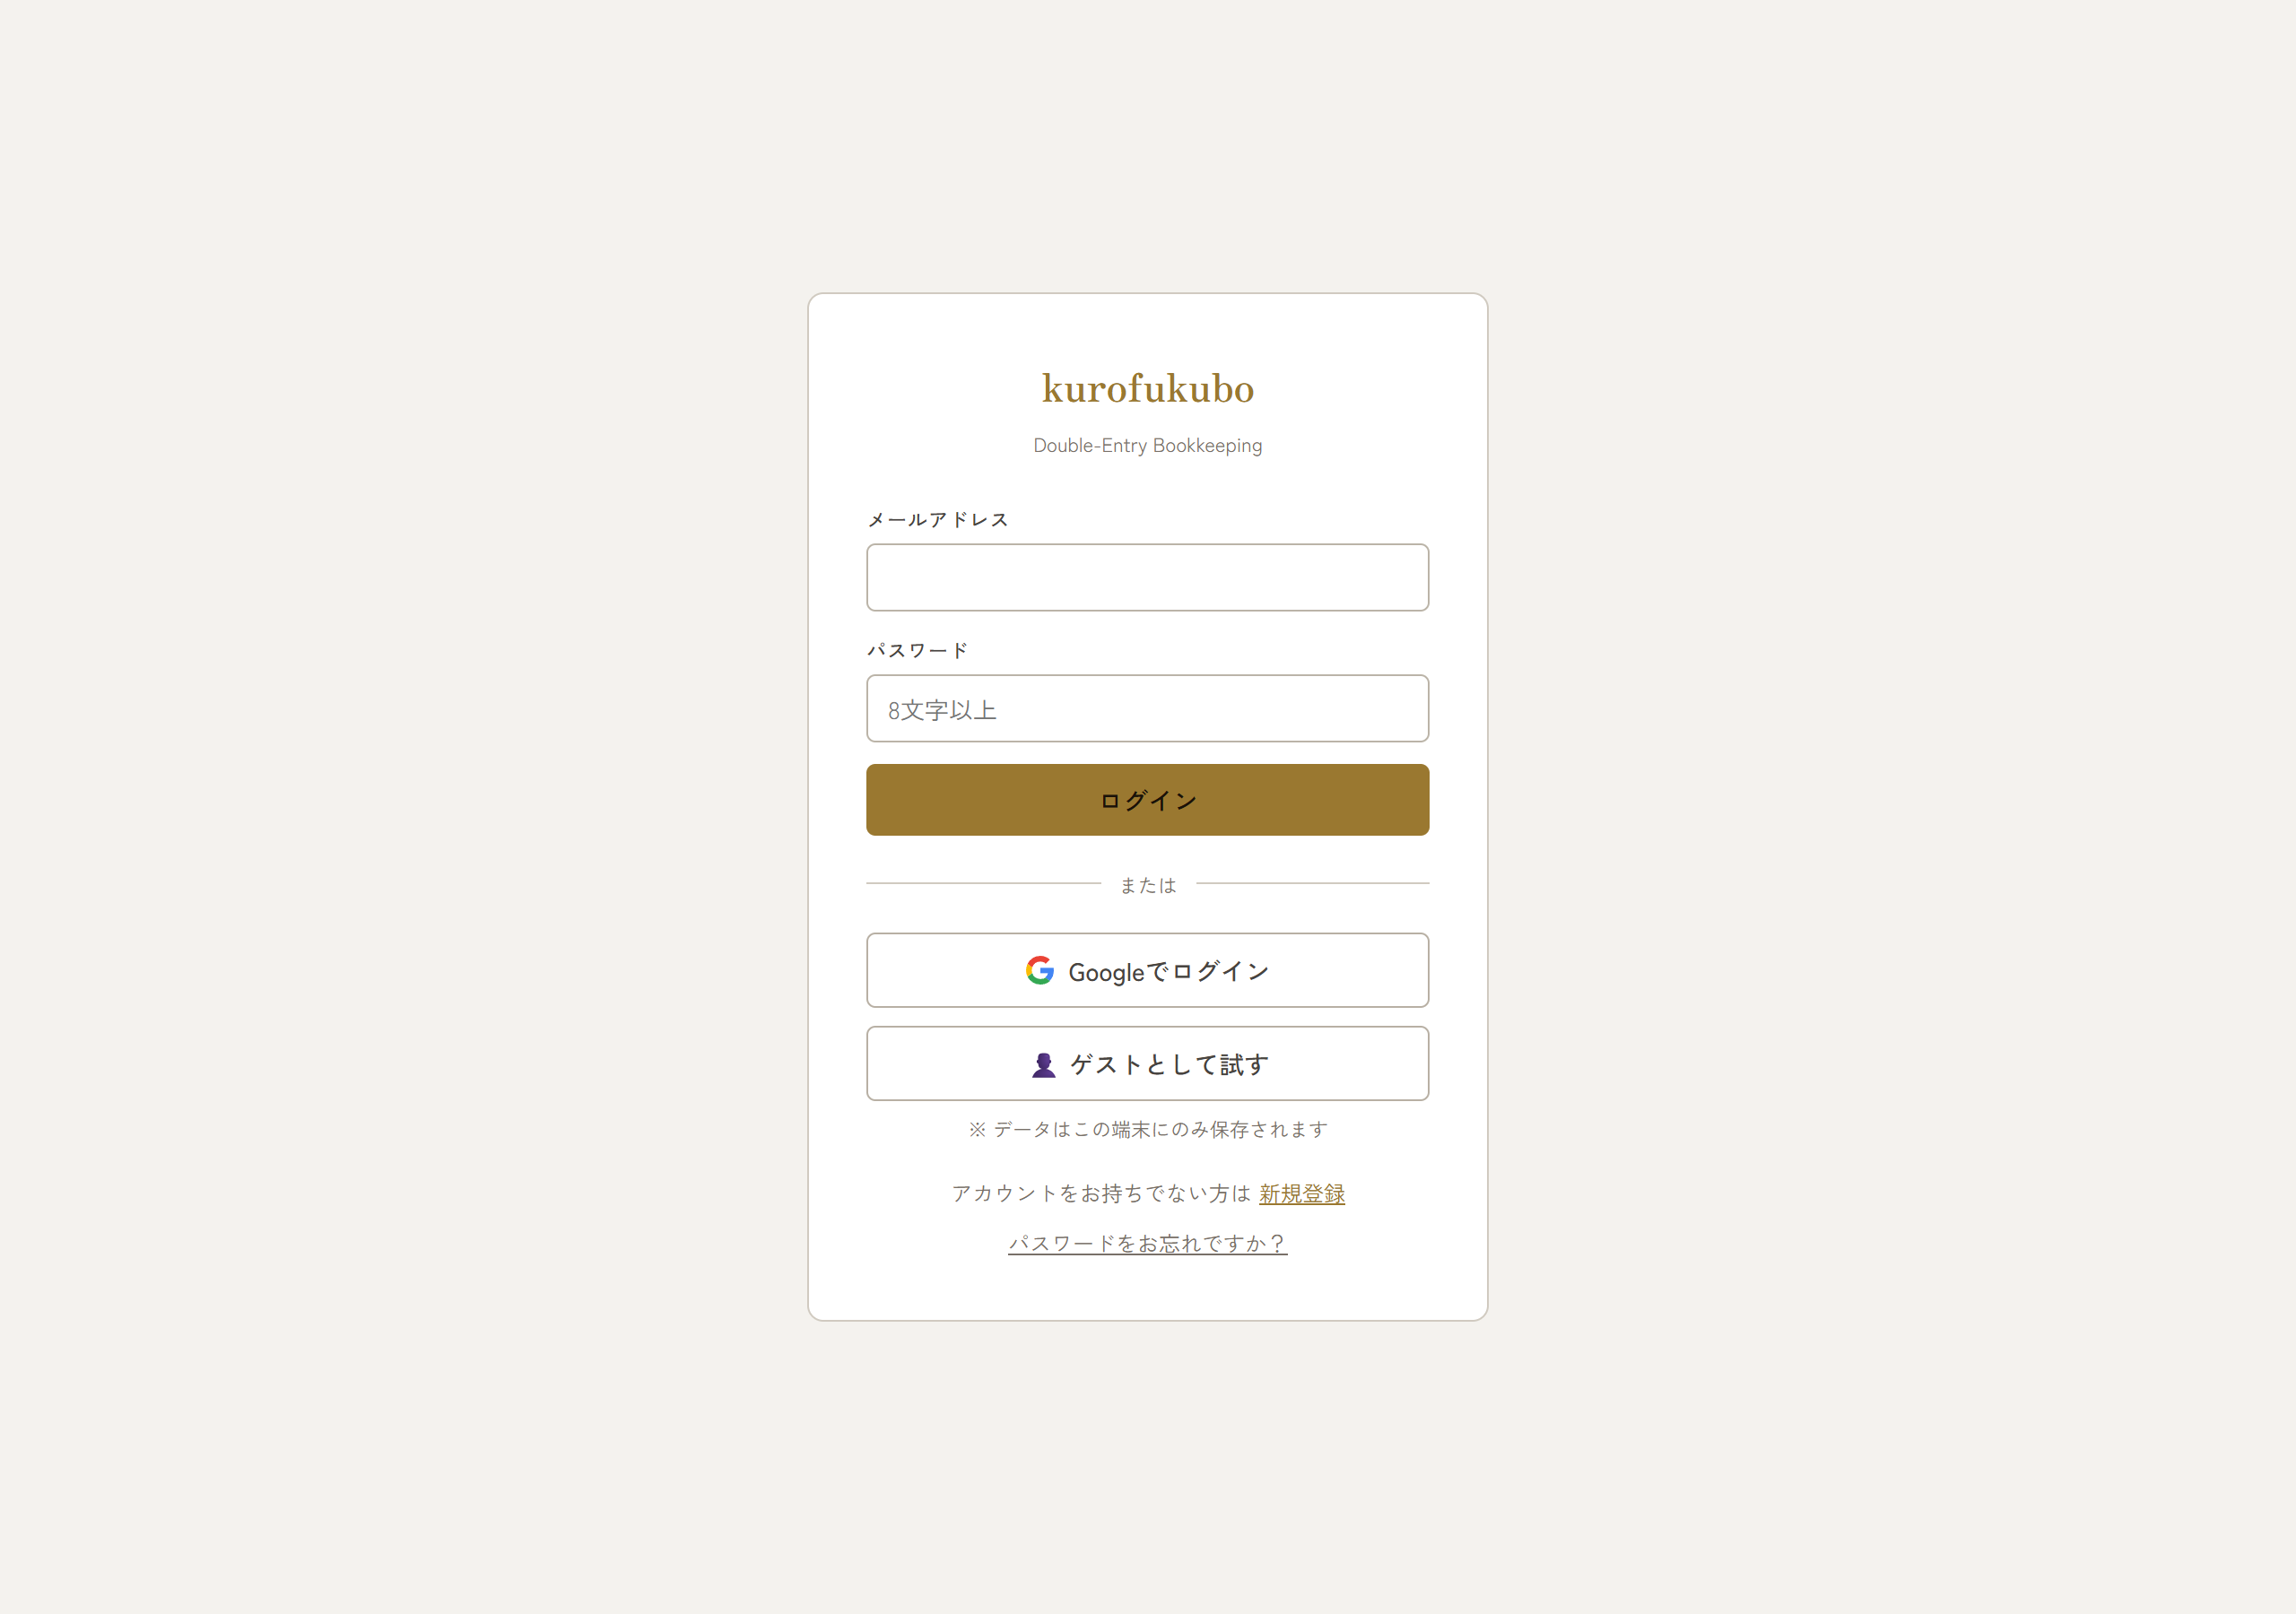 kurofukubo
Double-Entry Bookkeeping
メールアドレス
パスワード
8文字以上
ログイン
または
Googleでログイン
ゲストとして試す
※ データはこの端末にのみ保存されます
アカウントをお持ちでない方は 新規登録
パスワードをお忘れですか？